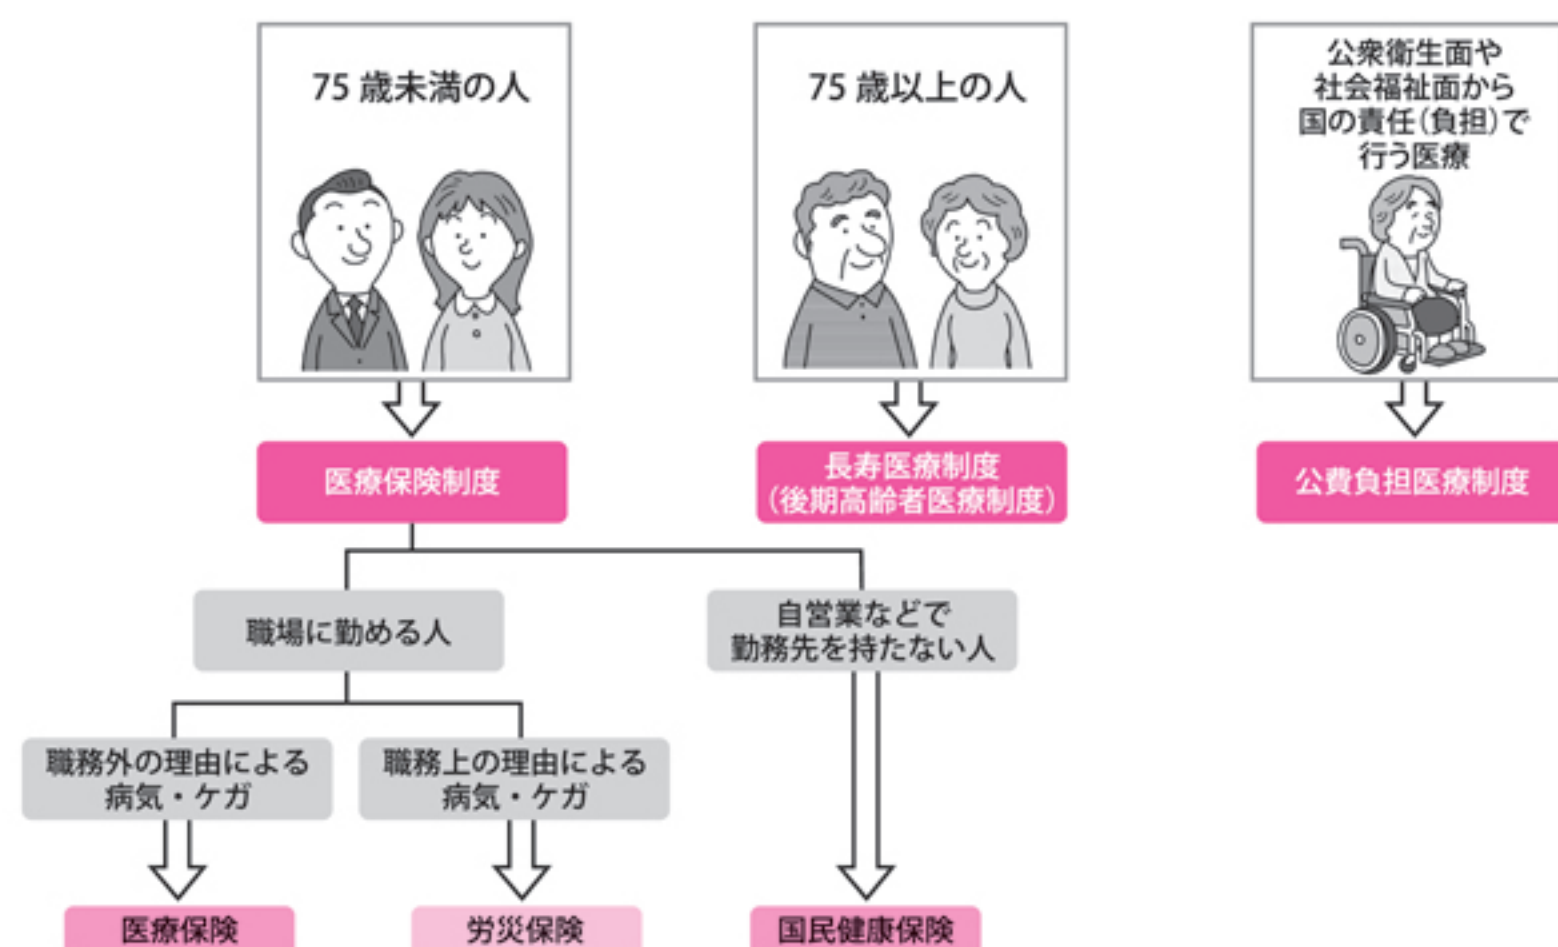 75 歳未満の人
75 歳以上の人
公衆衛生面や
社会福祉面から
国の責任（負担）で
行う医療
医療保険制度
長寿医療制度
（後期高齢者医療制度）
公費負担医療制度
職場に勤める人
自営業などで
勤務先を持たない人
職務外の理由による
病気・ケガ
職務上の理由による
病気・ケガ
医療保険
労災保険
国民健康保険